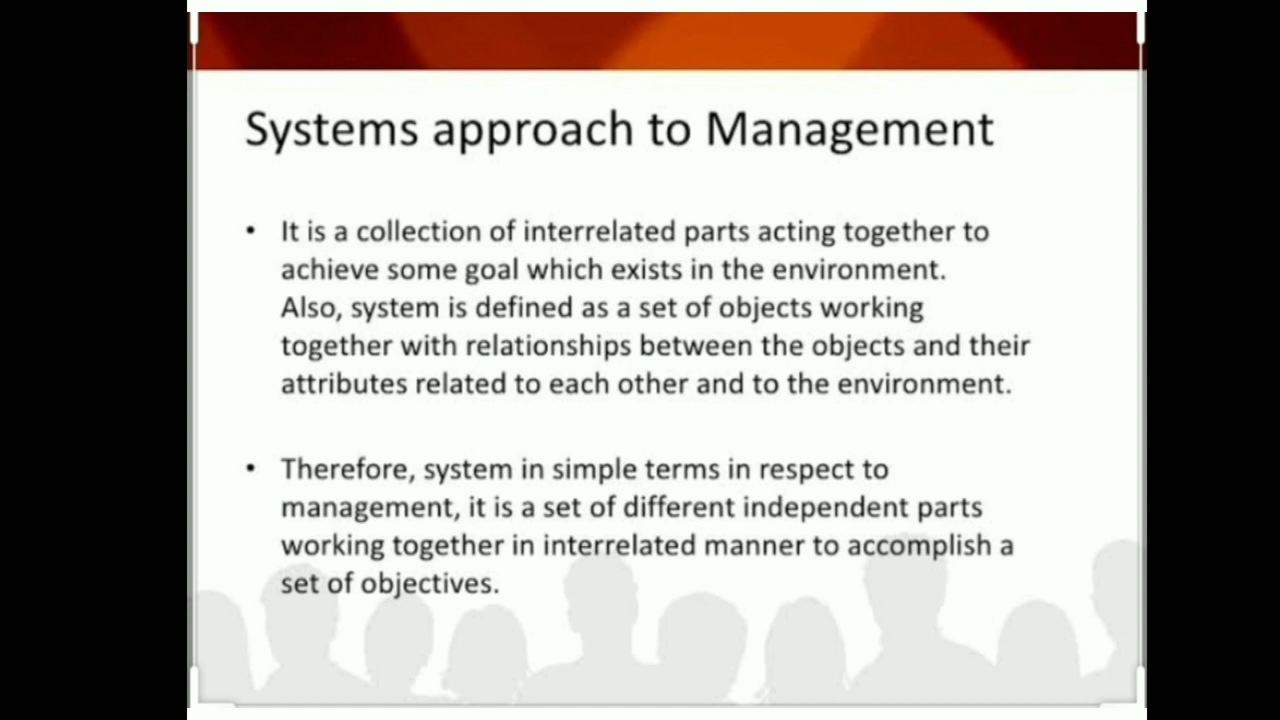 Systems approach to Management
• It is a collection of interrelated parts acting together to
achieve some goal which exists in the environment.
Also, system is defined as a set of objects working
together with relationships between the objects and their
attributes related to each other and to the environment.
• Therefore, system in simple terms in respect to
management, it is a set of different independent parts
working together in interrelated manner to accomplish a
set of objectives.